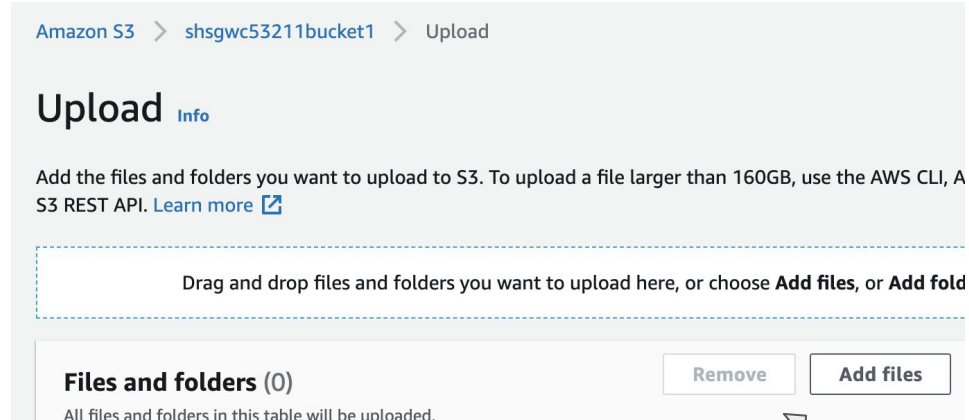 Amazon S3 > shsgwc53211bucket1 > Upload
Upload Info
Add the files and folders you want to upload to S3. To upload a file larger than 160GB, use the AWS CLI, A
S3 REST API. Learn more
Drag and drop files and folders you want to upload here, or choose Add files, or Add fold
Files and folders (0) Remove Add files
All files and folders in this table will be uploaded.